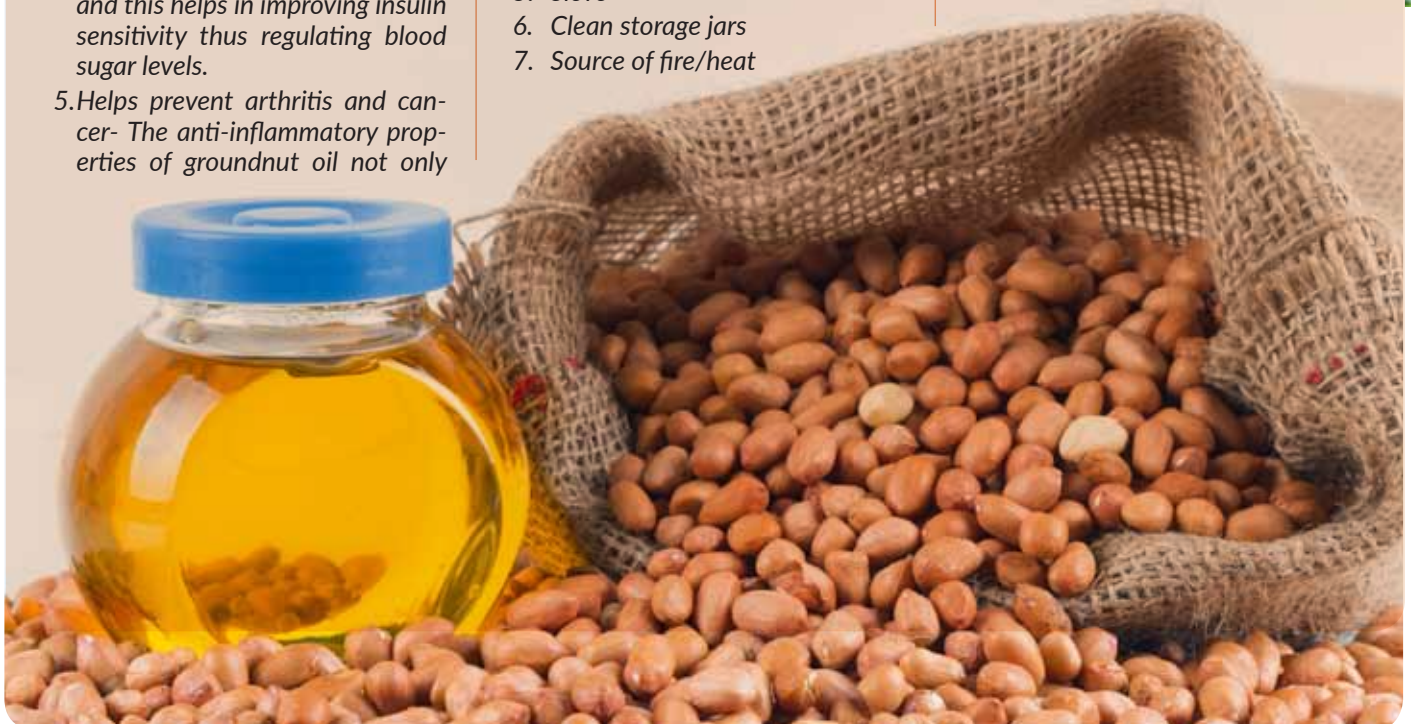 and this helps in improving insulin
sensitivity thus regulating blood
sugar levels.
5.Helps prevent arthritis and can-
cer- The anti-inflammatory prop-
erties of groundnut oil not only
6. Clean storage jars
7. Source of fire/heat